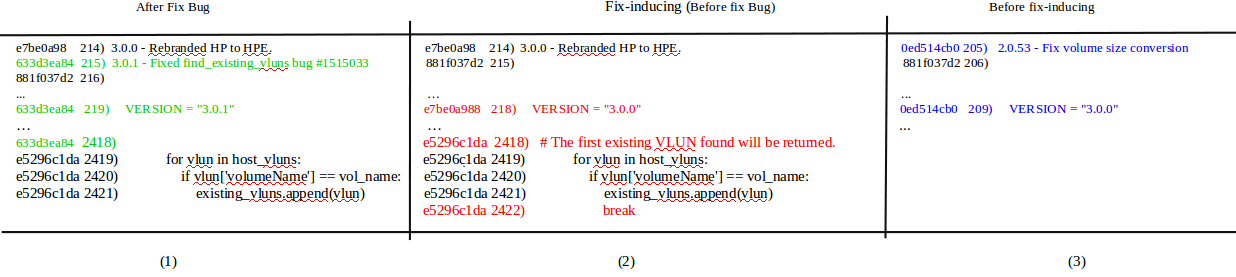 After Fix Bug
e7be0a98 214) 3.0.0 - Rebranded HP to HPE.
633d3ea84 215) 3.0.1 - Fixed find_existing_vluns bug #1515033
881f037d2 216)
...
633d3ea84 219) VERSION = "3.0.1"
...
633d3ea84 2418)
e5296c1da 2419) for vlun in host_vluns:
e5296c1da 2420) if vlun['volumeName'] == vol_name:
e5296c1da 2421) existing_vluns.append(vlun)
(1)
Fix-inducing (Before fix Bug)
e7be0a98 214) 3.0.0 - Rebranded HP to HPE.
881f037d2 215)
...
e7be0a988 218) VERSION = "3.0.0"
...
e5296c1da 2418) # The first existing VLUN found will be returned.
e5296c1da 2419) for vlun in host_vluns:
e5296c1da 2420) if vlun['volumeName'] == vol_name:
e5296c1da 2421) existing_vluns.append(vlun)
e5296c1da 2422) break
(2)
Before fix-inducing
0ed514cb0 205) 2.0.53 - Fix volume size conversion
881f037d2 206)
...
0ed514cb0 209) VERSION = "3.0.0"
...
(3)